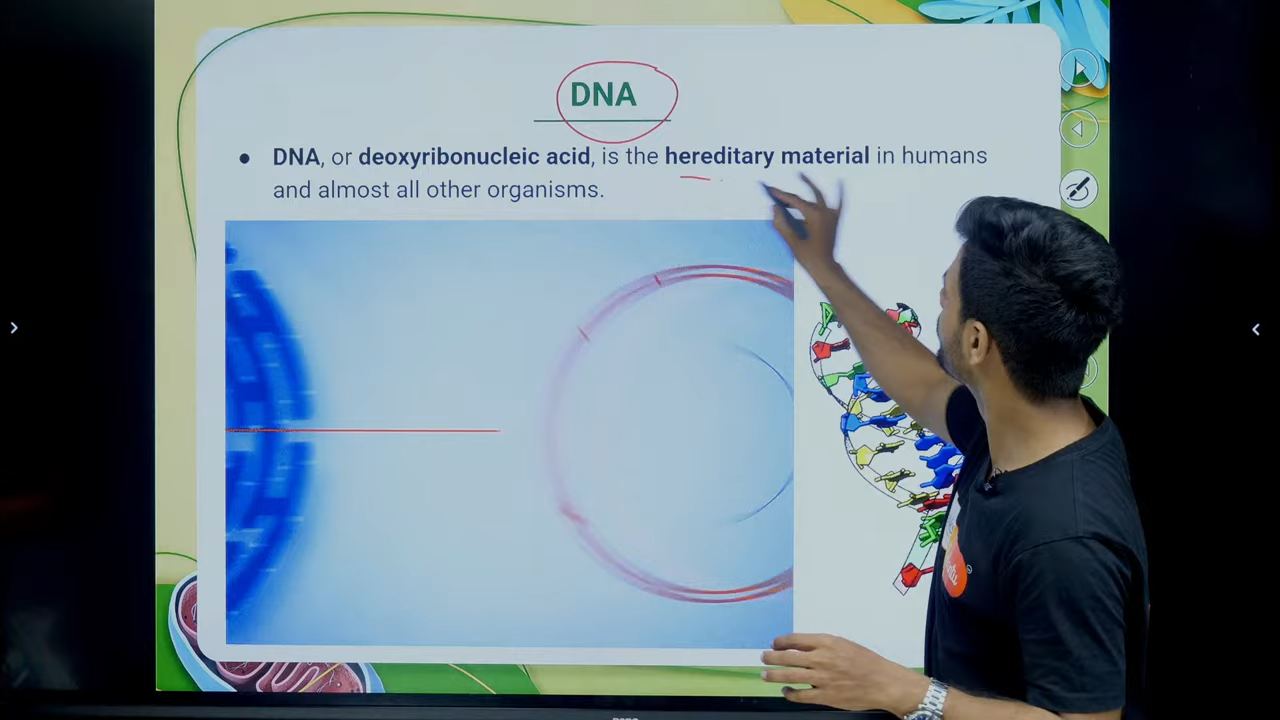 DNA
● DNA, or deoxyribonucleic acid, is the hereditary material in humans
and almost all other organisms.